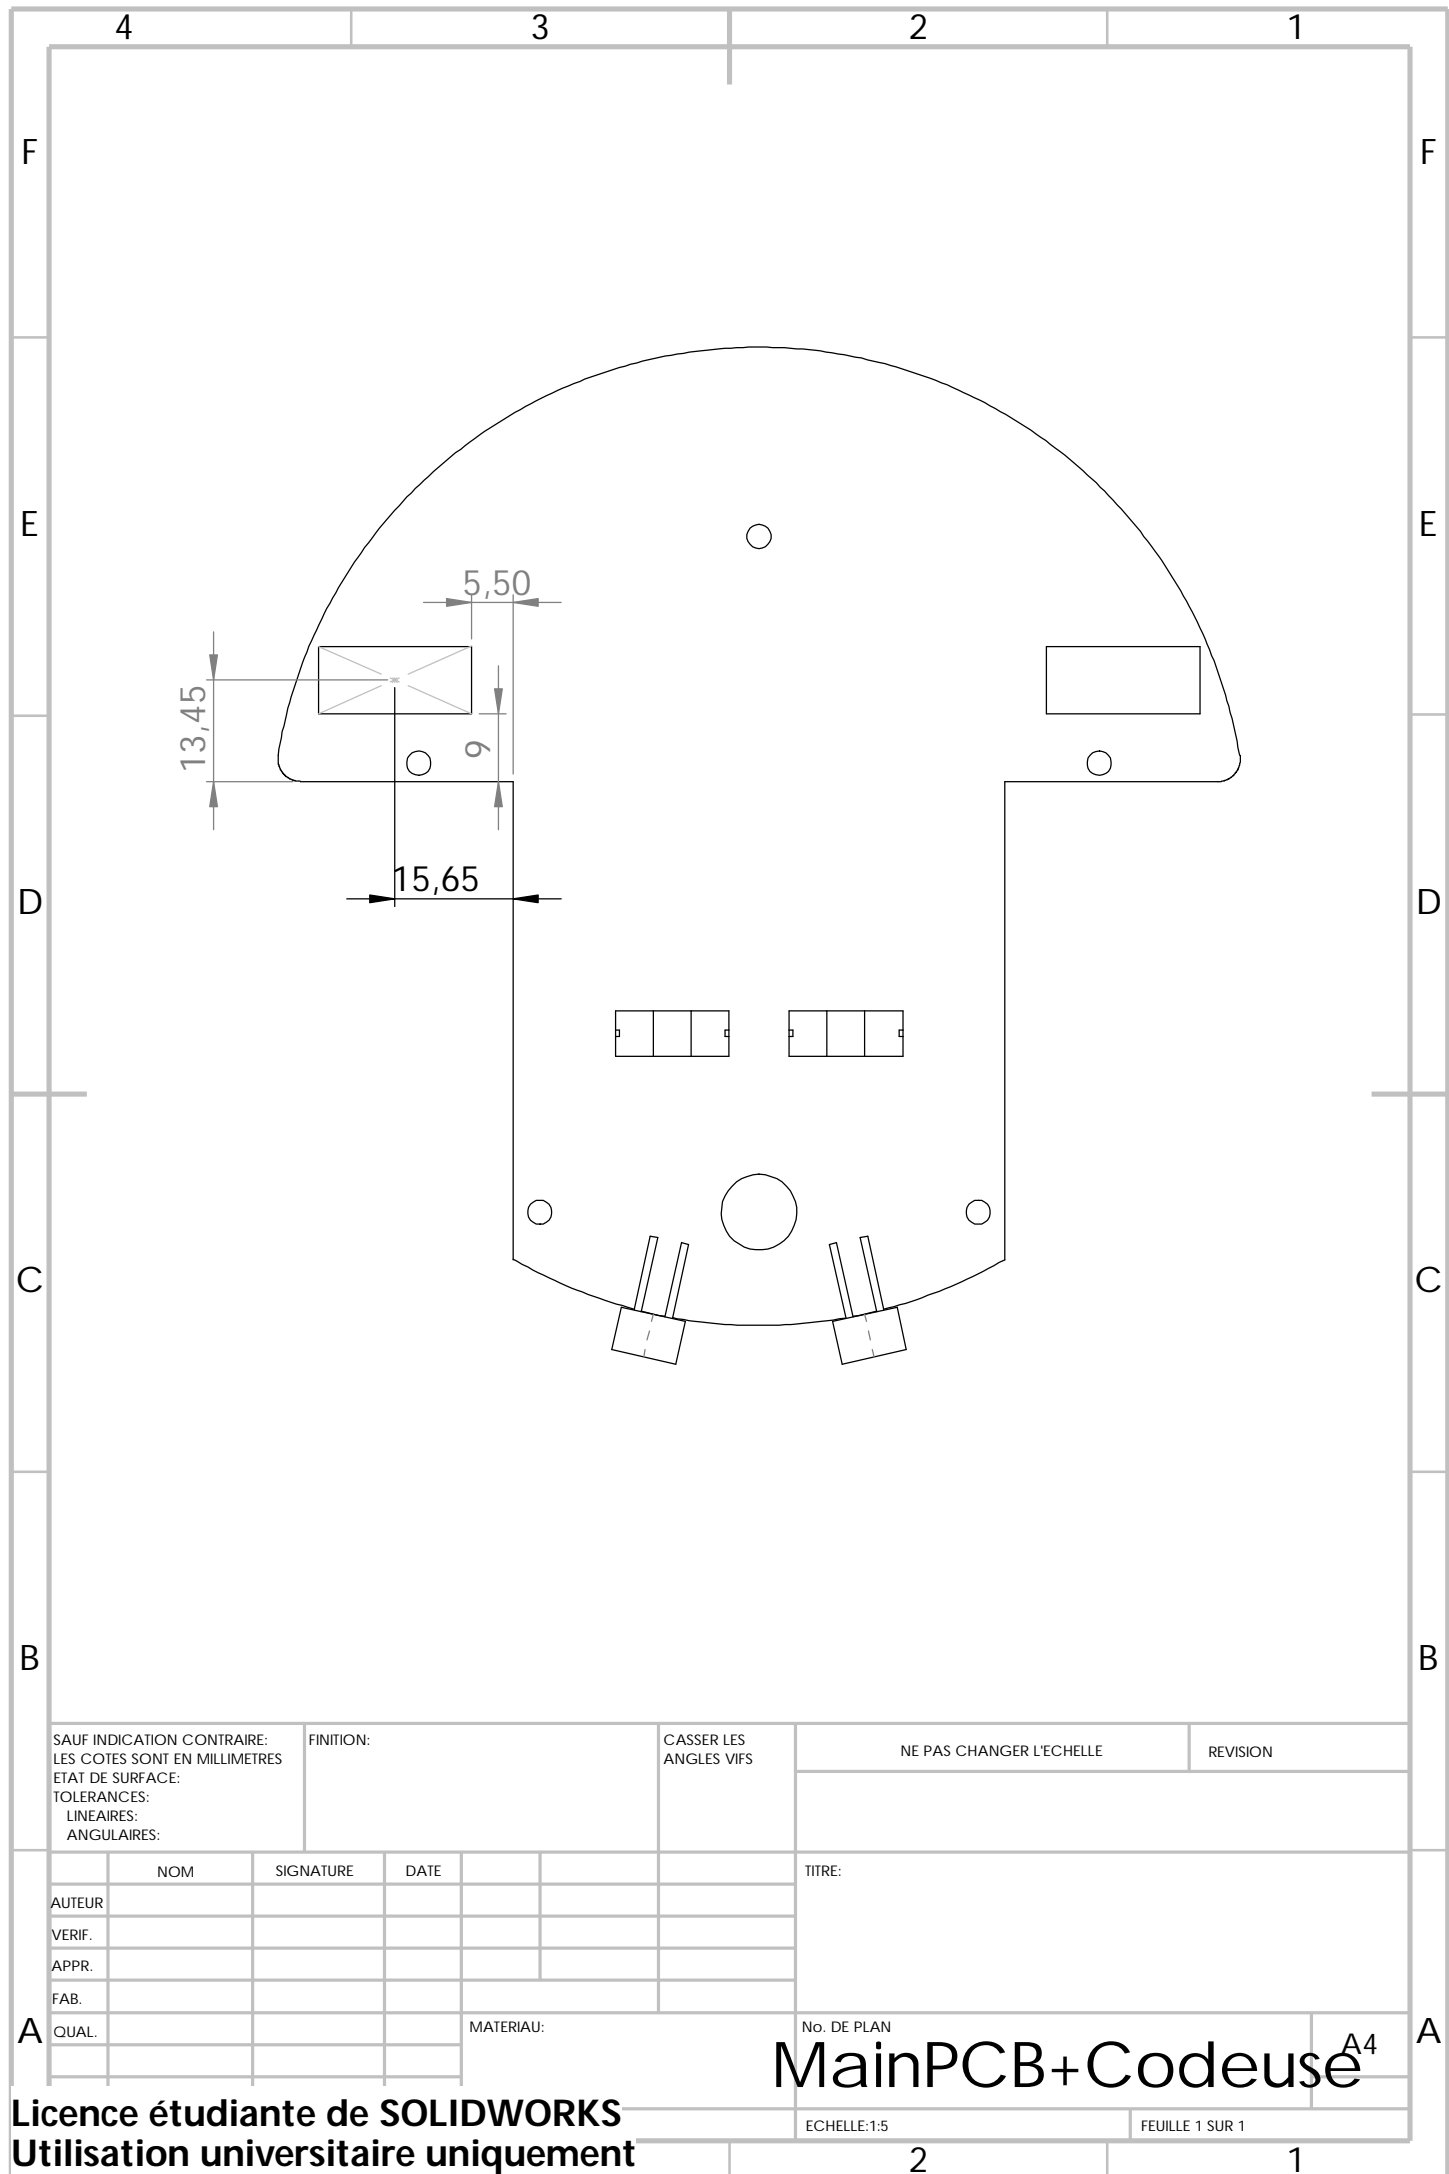 4 3 2 1
F F
E E
5,50
13,45
9
15,65
D D
C C
B B
SAUF INDICATION CONTRAIRE:
LES COTES SONT EN MILLIMETRES
ETAT DE SURFACE:
TOLERANCES:
LINEAIRES:
ANGULAIRES:
FINITION:
CASSER LES
ANGLES VIFS
NE PAS CHANGER L'ECHELLE
REVISION
NOM SIGNATURE DATE
AUTEUR
VERIF.
APPR.
FAB.
QUAL.
TITRE:
MATERIAU:
No. DE PLAN
MainPCB+Codeuse
A4
A A
ECHELLE:1:5
FEUILLE 1 SUR 1
Licence étudiante de SOLIDWORKS
Utilisation universitaire uniquement
2 1